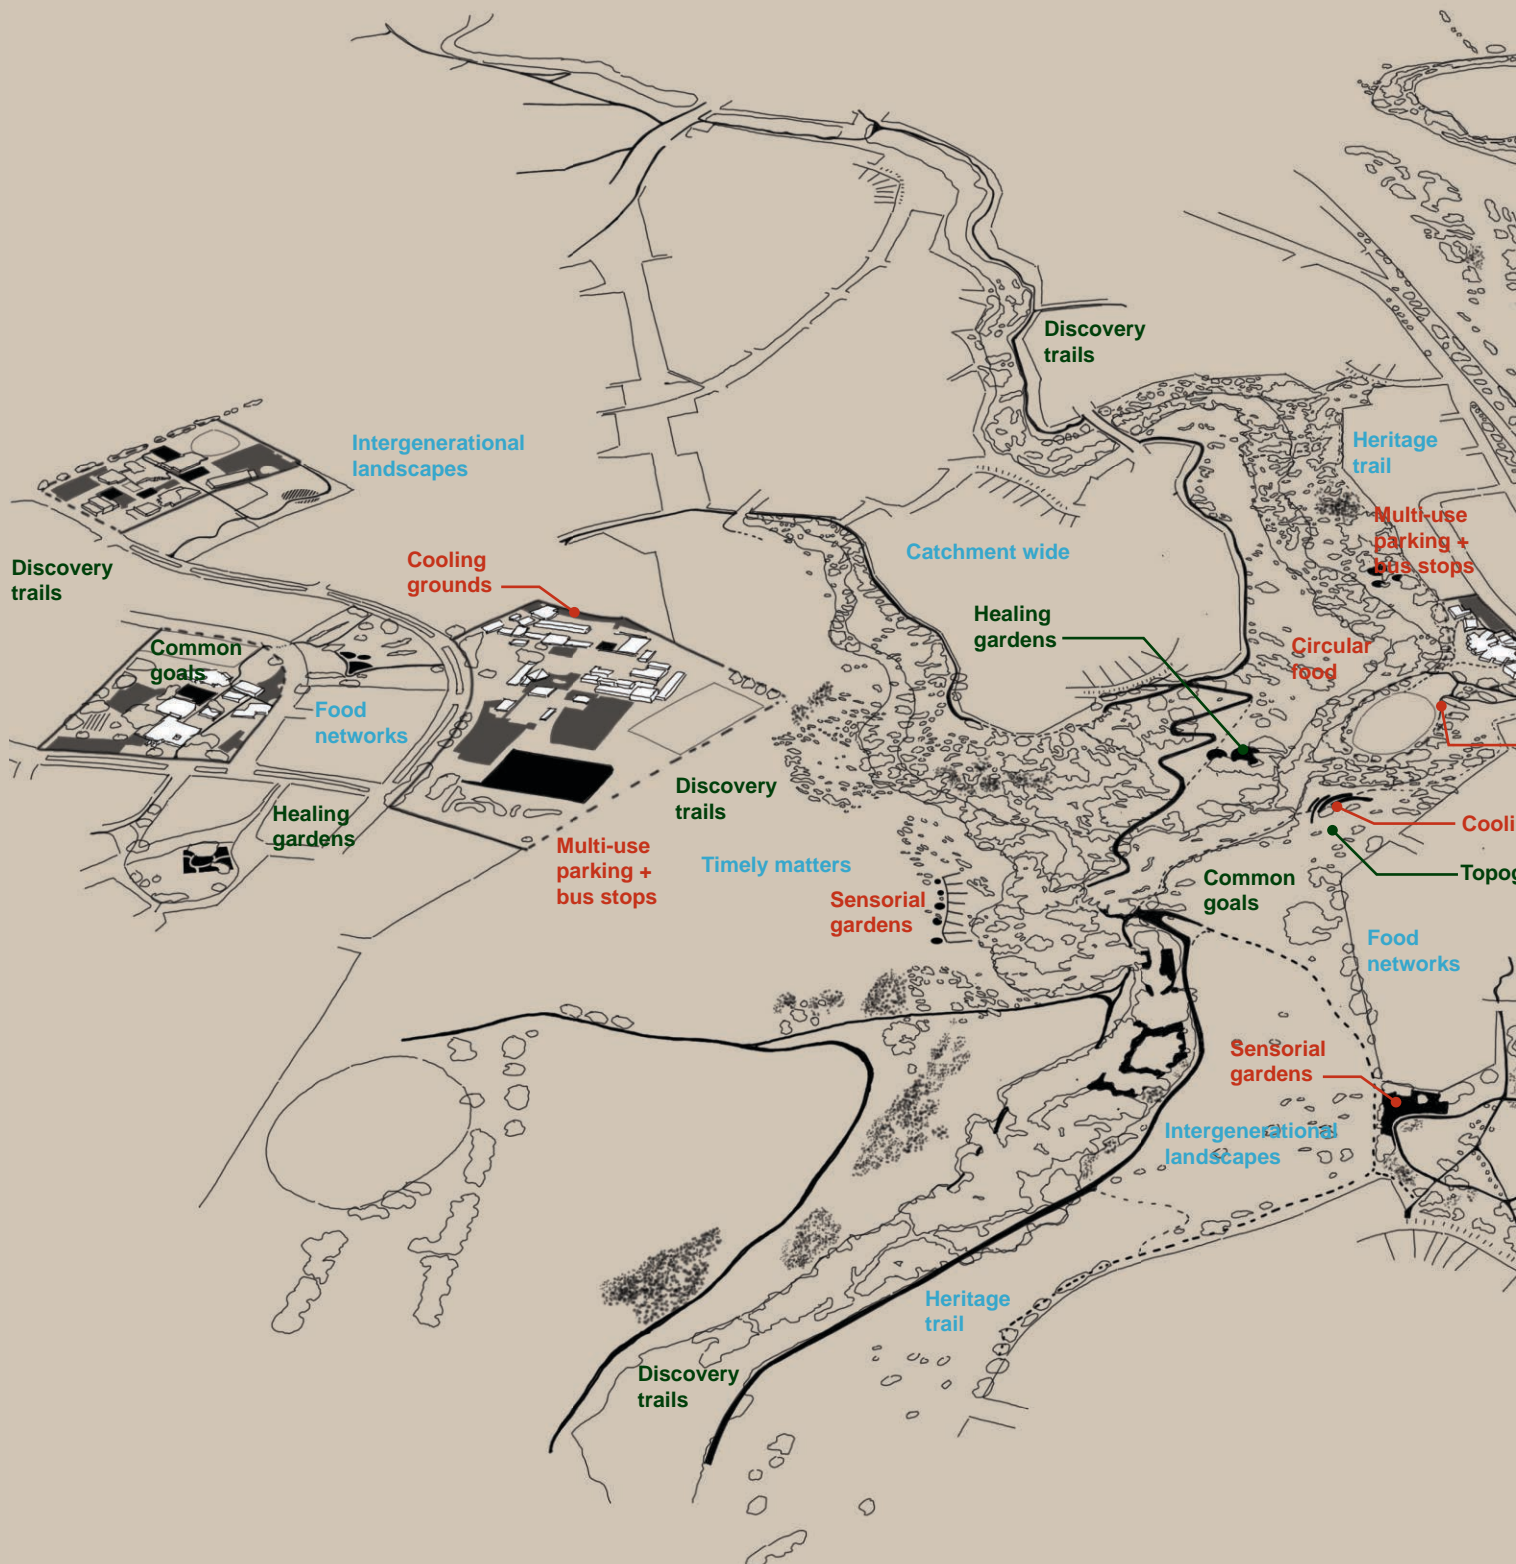 Discovery
trails
Intergenerational
landscapes
Heritage
trail
Multi-use
parking +
bus stops
Catchment wide
Cooling
grounds
Discovery
trails
Healing
gardens
Common
goals
Circular
food
Food
networks
Discovery
trails
Healing
gardens
Multi-use
parking +
bus stops
Timely matters
Sensorial
gardens
Cooli
Topog
Common
goals
Food
networks
Sensorial
gardens
Intergenerational
landscapes
Heritage
trail
Discovery
trails